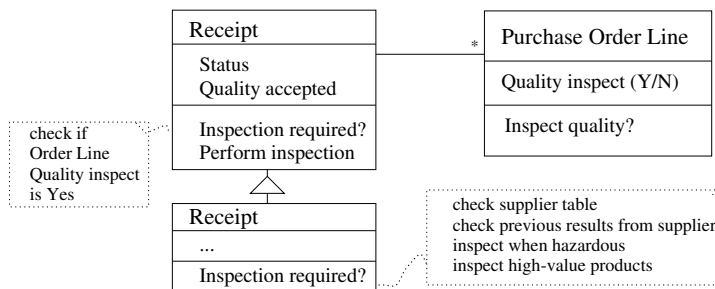 Receipt
Status
Quality accepted
Inspection required?
Perform inspection
*
Purchase Order Line
Quality inspect (Y/N)
Inspect quality?
check if
Order Line
Quality inspect
is Yes
Receipt
...
Inspection required?
check supplier table
check previous results from supplier
inspect when hazardous
inspect high-value products